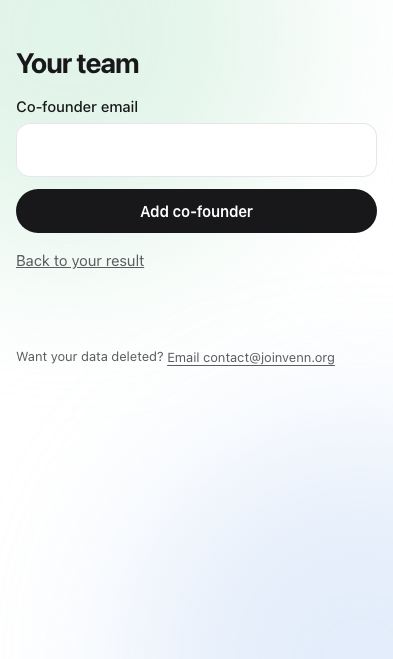 Your team
Co-founder email
Add co-founder
Back to your result
Want your data deleted? Email contact@joinvenn.org